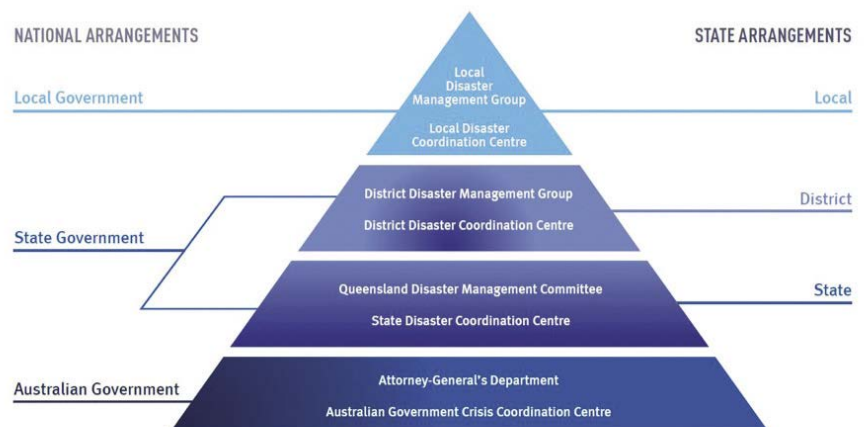 NATIONAL ARRANGEMENTS
STATE ARRANGEMENTS
Local Government
Local
Disaster
Management Group
Local Disaster
Coordination Centre
Local
District Disaster Management Group
District Disaster Coordination Centre
District
State Government
Queensland Disaster Management Committee
State Disaster Coordination Centre
State
Australian Government
Attorney-General's Department
Australian Government Crisis Coordination Centre